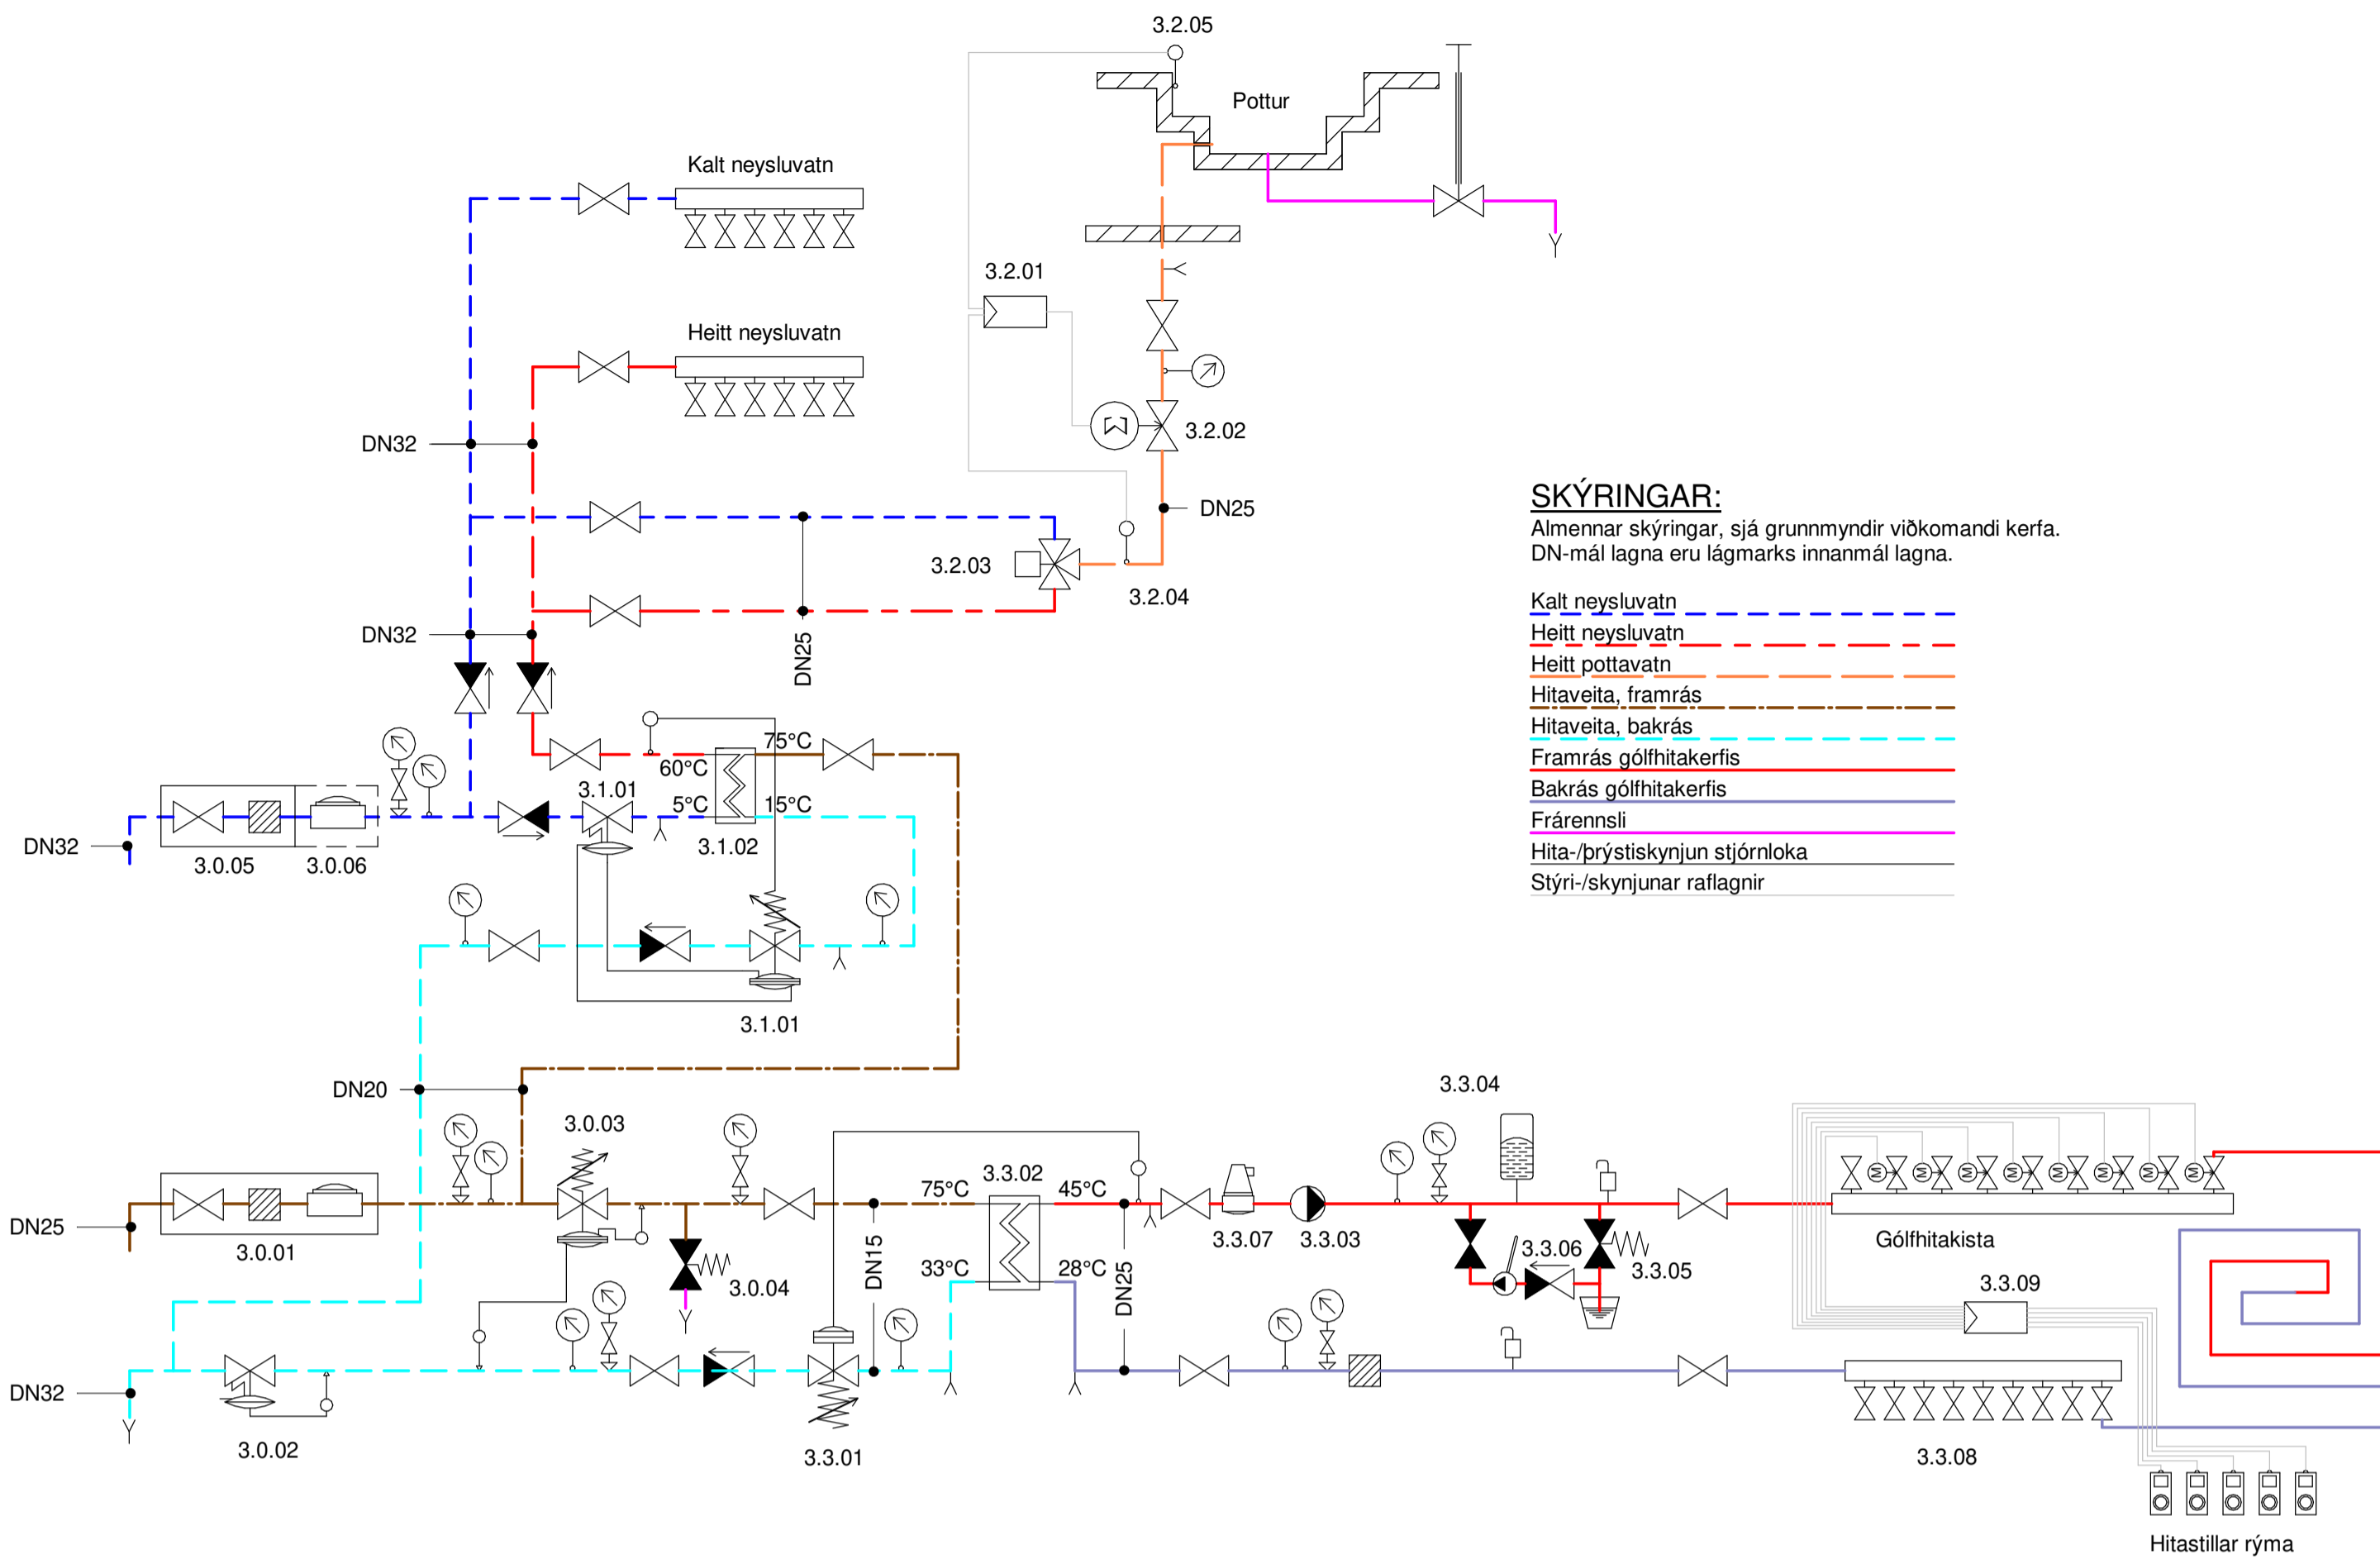 3.2.05
Pottur
Kalt neysluvatn
3.2.01
Heitt neysluvatn
3.2.02
DN32
DN25
3.2.03
3.2.04
DN32
DN25
SKÝRINGAR:
Almennar skýringar, sjá grunnmyndir viðkomandi kerfa.
DN-mál lagna eru lágmarks innanmál lagna.
Kalt neysluvatn
Heitt neysluvatn
Heitt pottavatn
Hitaveita, framrás
Hitaveita, bakrás
Framrás gólfhitakerfis
Bakrás gólfhitakerfis
Frárennsli
Hita-/þrýstiskynjun stjórnloka
Stýri-/skynjunar raflagnir
75°C
60°C
3.1.01
5°C
15°C
3.1.02
DN32
3.0.05
3.0.06
3.1.01
DN20
3.0.03
3.3.04
3.3.02
75°C
45°C
DN25
3.0.01
3.3.07
3.3.03
3.3.06
3.3.05
Gólfhitakista
M M M M M M M M
33°C
28°C
DN15
DN25
3.0.04
3.3.09
DN32
3.0.02
3.3.01
3.3.08
Hitastillar rýma